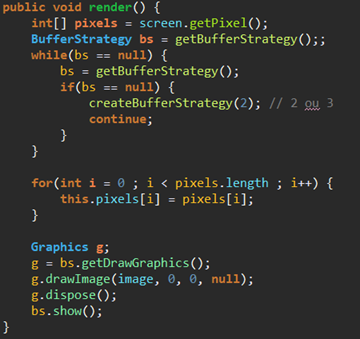 public void render() {
    int[] pixels = screen.getPixel();
    BufferStrategy bs = getBufferStrategy();;
    while(bs == null) {
        bs = getBufferStrategy();
        if(bs == null) {
            createBufferStrategy(2); // 2 ou 3
            continue;
        }
    }

    for(int i = 0 ; i < pixels.length ; i++) {
        this.pixels[i] = pixels[i];
    }

    Graphics g;
    g = bs.getDrawGraphics();
    g.drawImage(image, 0, 0, null);
    g.dispose();
    bs.show();
}